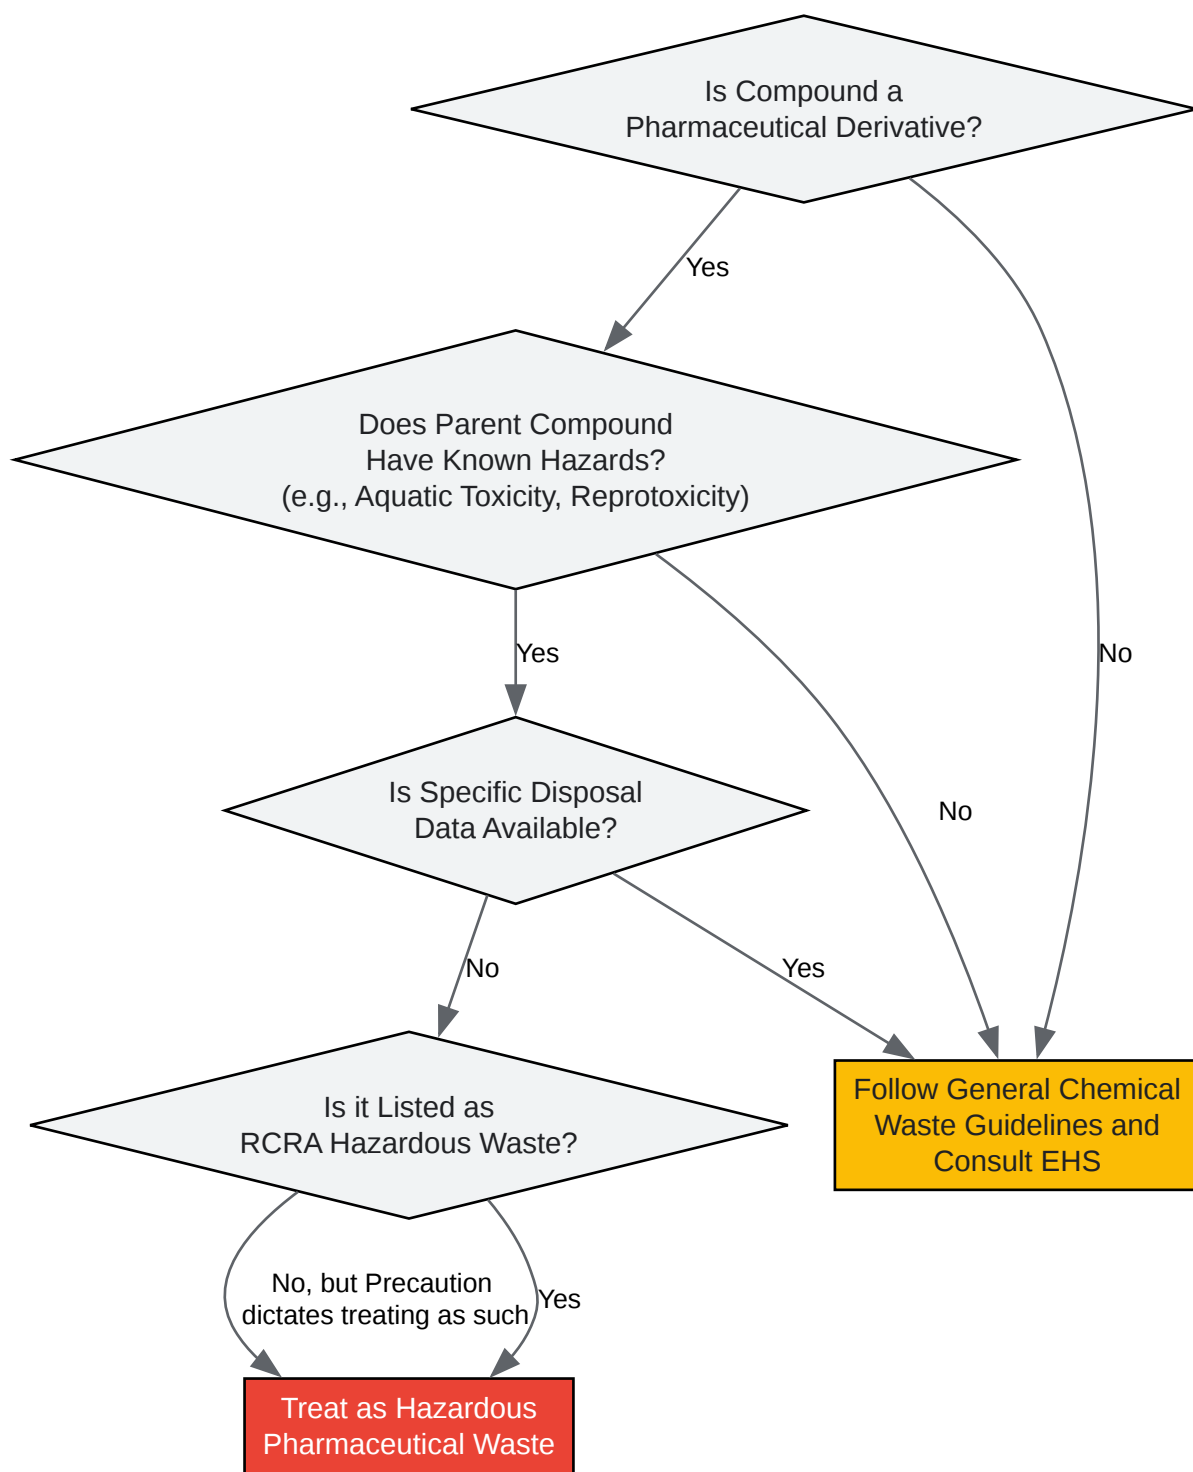 Is Compound a
Pharmaceutical Derivative?
Yes
Does Parent Compound
Have Known Hazards?
(e.g., Aquatic Toxicity, Reprotoxicity)
Yes
No
Is Specific Disposal
Data Available?
No
No
Yes
Is it Listed as
RCRA Hazardous Waste?
Follow General Chemical
Waste Guidelines and
Consult EHS
No, but Precaution
dictates treating as such
Yes
Treat as Hazardous
Pharmaceutical Waste